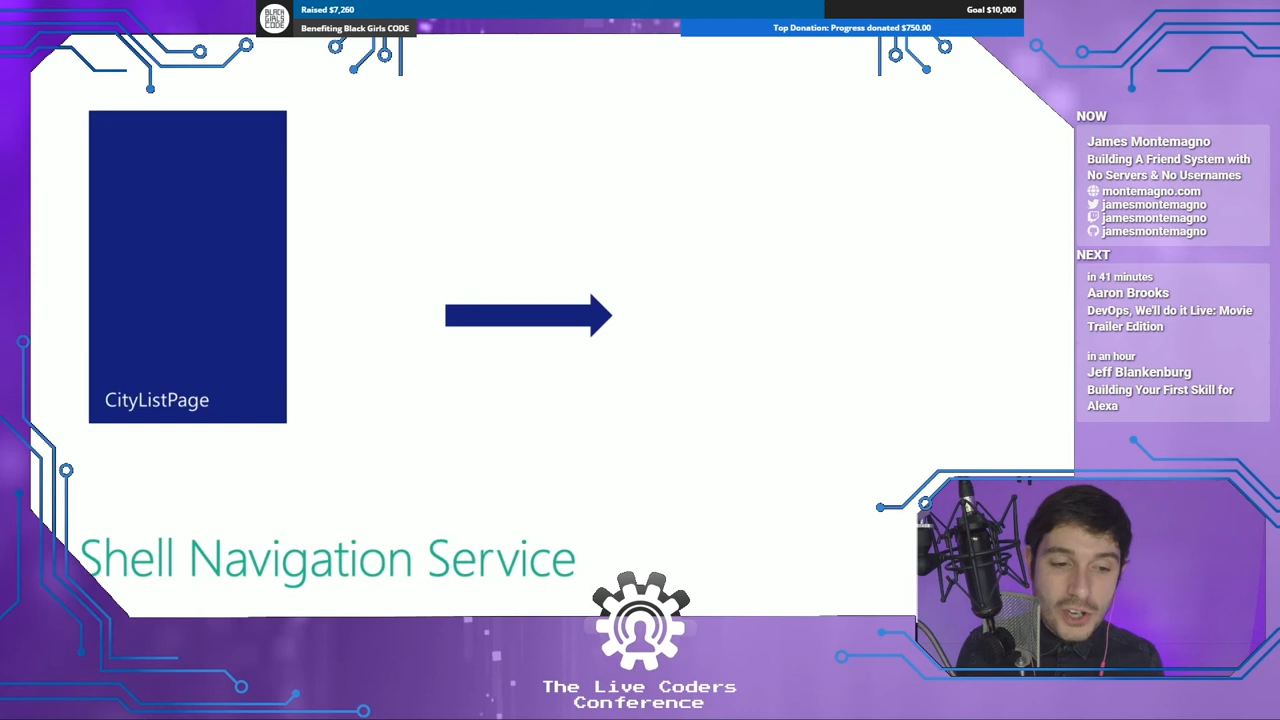 BLACK
GIRLS
CODE
Raised $7,260
Goal $10,000
Benefiting Black Girls CODE
Top Donation: Progress donated $750.00
CityListPage
Shell Navigation Service
NOW
James Montemagno
Building A Friend System with
No Servers & No Usernames
montemagno.com
jamesmontemagno
jamesmontemagno
jamesmontemagno
NEXT
in 41 minutes
Aaron Brooks
DevOps, We'll do it Live: Movie
Trailer Edition
in an hour
Jeff Blankenburg
Building Your First Skill for
Alexa
The Live Coders
Conference